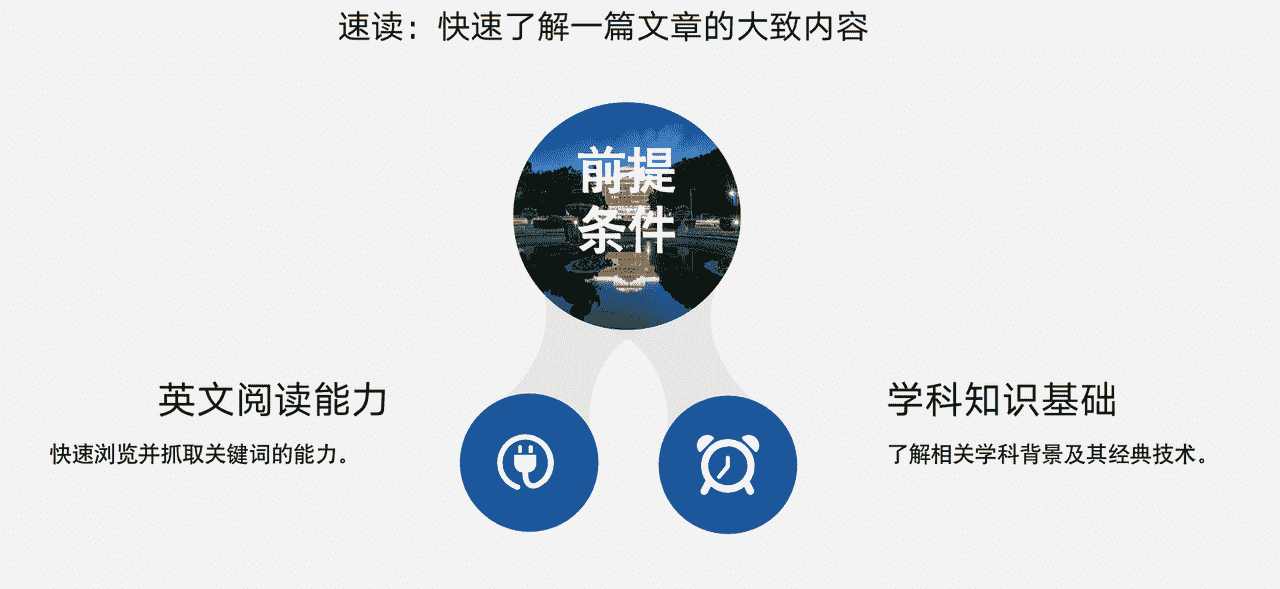 速读：快速了解一篇文章的大致内容
前提
条件
英文阅读能力
快速浏览并抓取关键词的能力。
学科知识基础
了解相关学科背景及其经典技术。